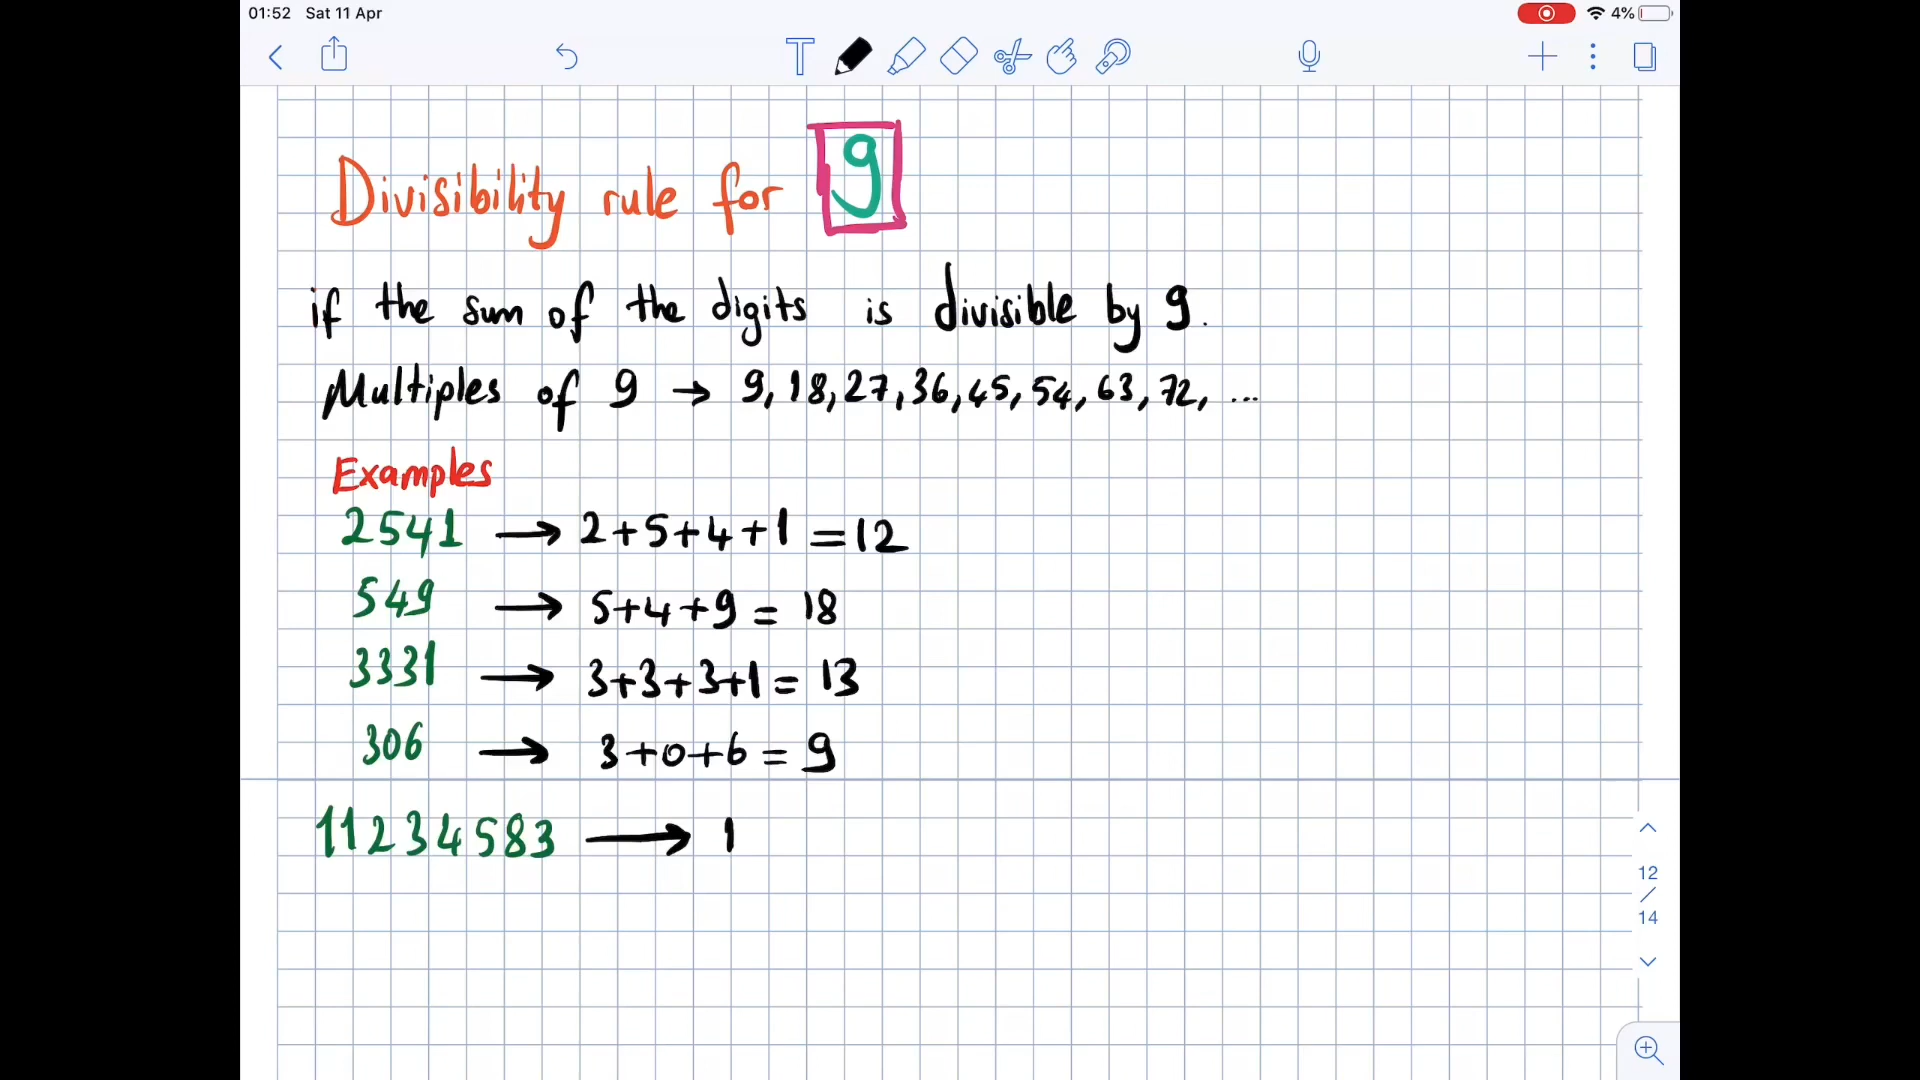 01:52 Sat 11 Apr 4%
Divisibility rule for 9
if the sum of the digits is divisible by 9.
Multiples of 9 → 9, 18, 27, 36, 45, 54, 63, 72, ...
Examples
2541 → 2+5+4+1 = 12
549 → 5+4+9 = 18
3331 → 3+3+3+1 = 13
306 → 3+0+6 = 9
11234583 → 1
12
/
14